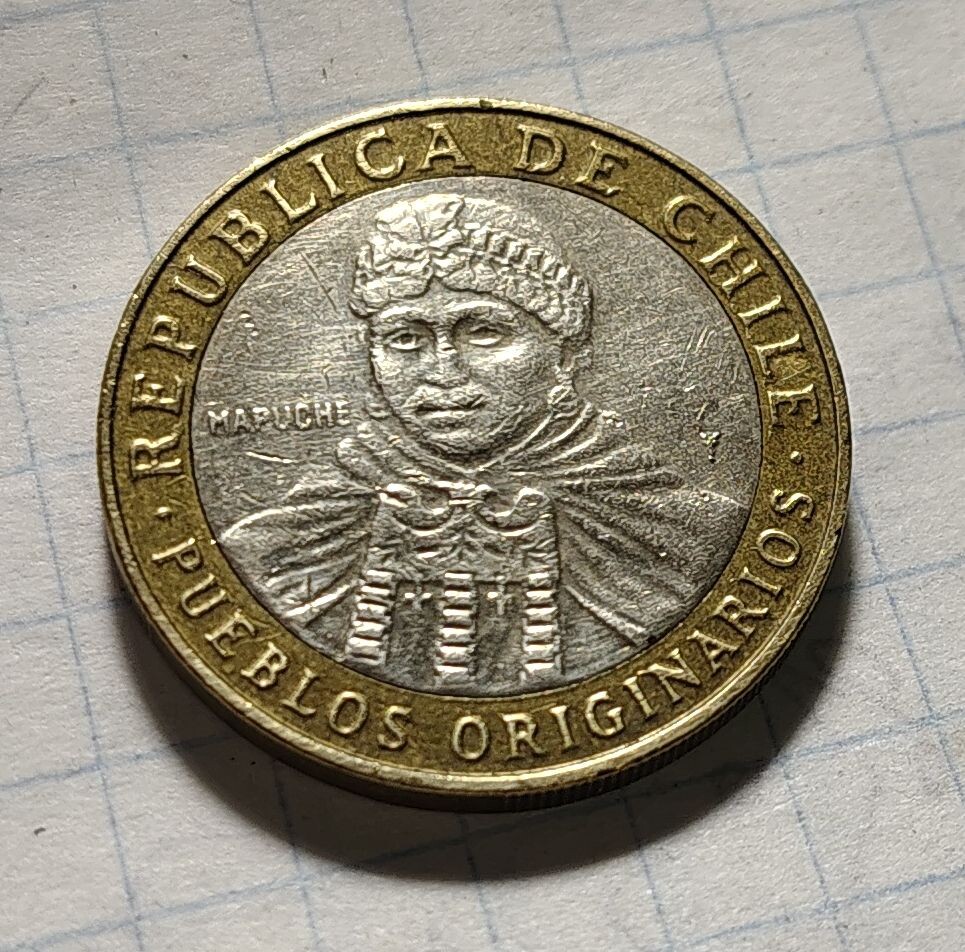 REPUBLICA DE CHILE
MAPUCHE
· PUEBLOS ORIGINARIOS ·